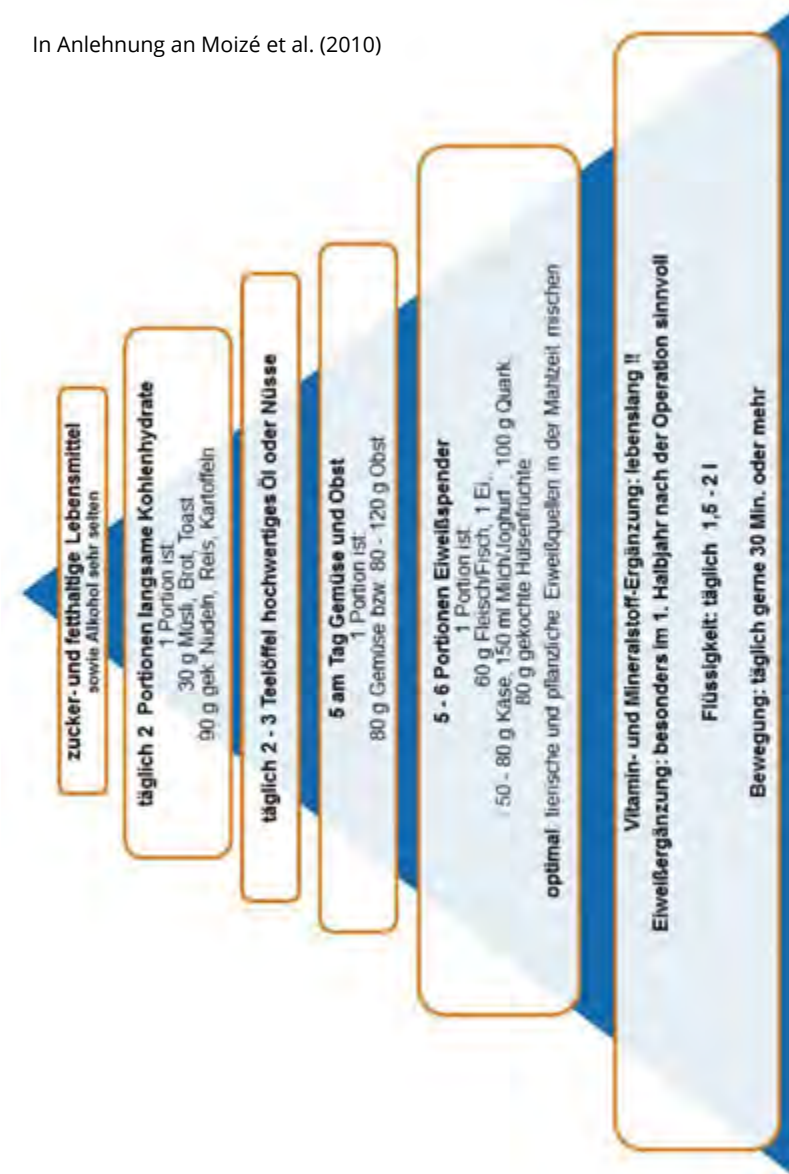 In Anlehnung an Moizé et al. (2010)
zucker- und fetthaltige Lebensmittel
sowie Alkohol sehr selten
täglich 2 Portionen langsame Kohlenhydrate
1 Portion ist
30 g Müsli, Brot, Toast
90 g gek. Nudeln, Reis, Kartoffeln
täglich 2 - 3 Teelöffel hochwertiges Öl oder Nüsse
5 am Tag Gemüse und Obst
1 Portion ist
80 g Gemüse bzw. 80 - 120 g Obst
5 - 6 Portionen Eiweißspender
1 Portion ist
60 g Fleisch/Fisch, 1 Ei,
50 - 80 g Käse, 150 ml Milch/Joghurt 100 g Quark
80 g gekochte Hülsenfrüchte
optimal: tierische und pflanzliche Eiweißquellen in der Mahlzeit mischen
Vitamin- und Mineralstoff-Ergänzung: lebenslang !!
Eiweißergänzung: besonders im 1. Halbjahr nach der Operation sinnvoll
Flüssigkeit: täglich 1,5 - 2 l
Bewegung: täglich gerne 30 Min. oder mehr